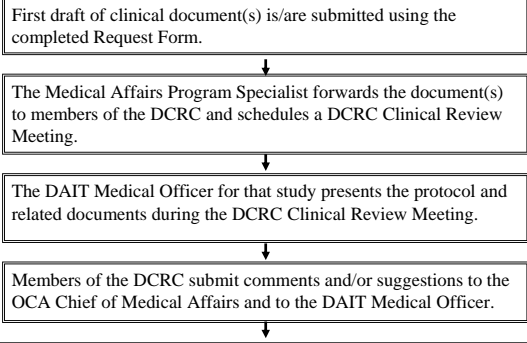 First draft of clinical document(s) is/are submitted using the
completed Request Form.
The Medical Affairs Program Specialist forwards the document(s)
to members of the DCRC and schedules a DCRC Clinical Review
Meeting.
The DAIT Medical Officer for that study presents the protocol and
related documents during the DCRC Clinical Review Meeting.
Members of the DCRC submit comments and/or suggestions to the
OCA Chief of Medical Affairs and to the DAIT Medical Officer.